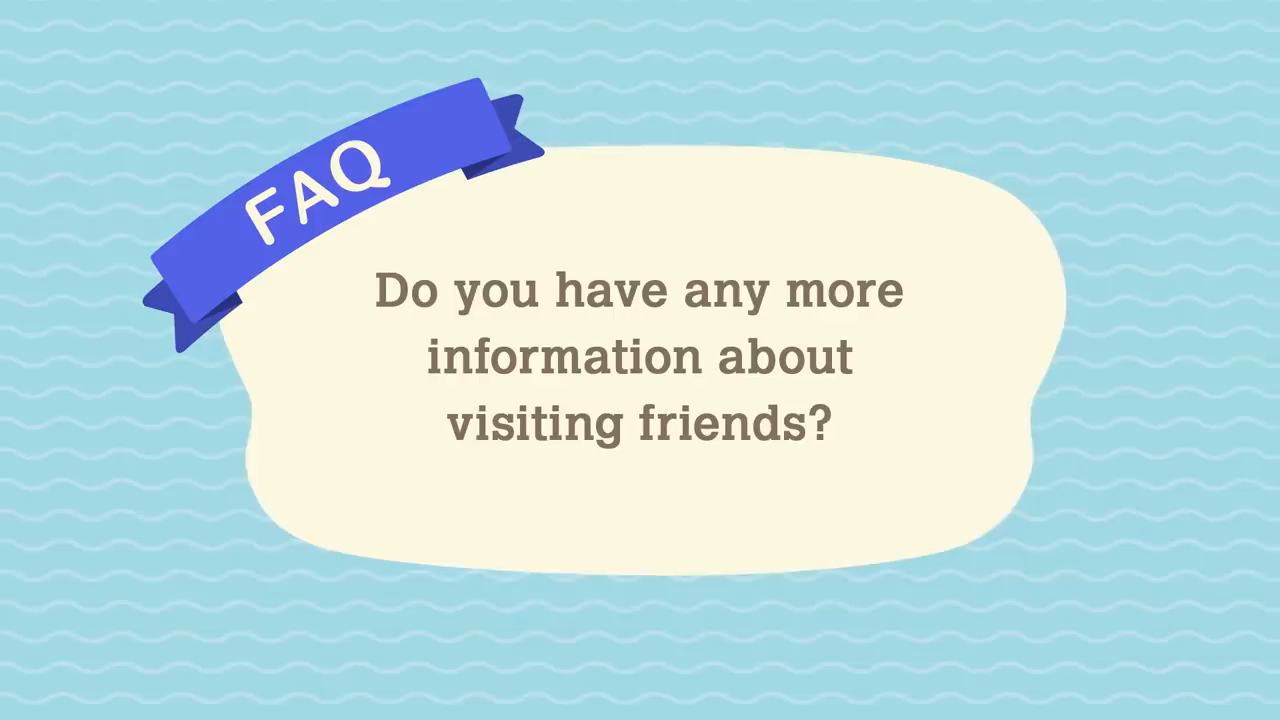 FAQ
Do you have any more
information about
visiting friends?